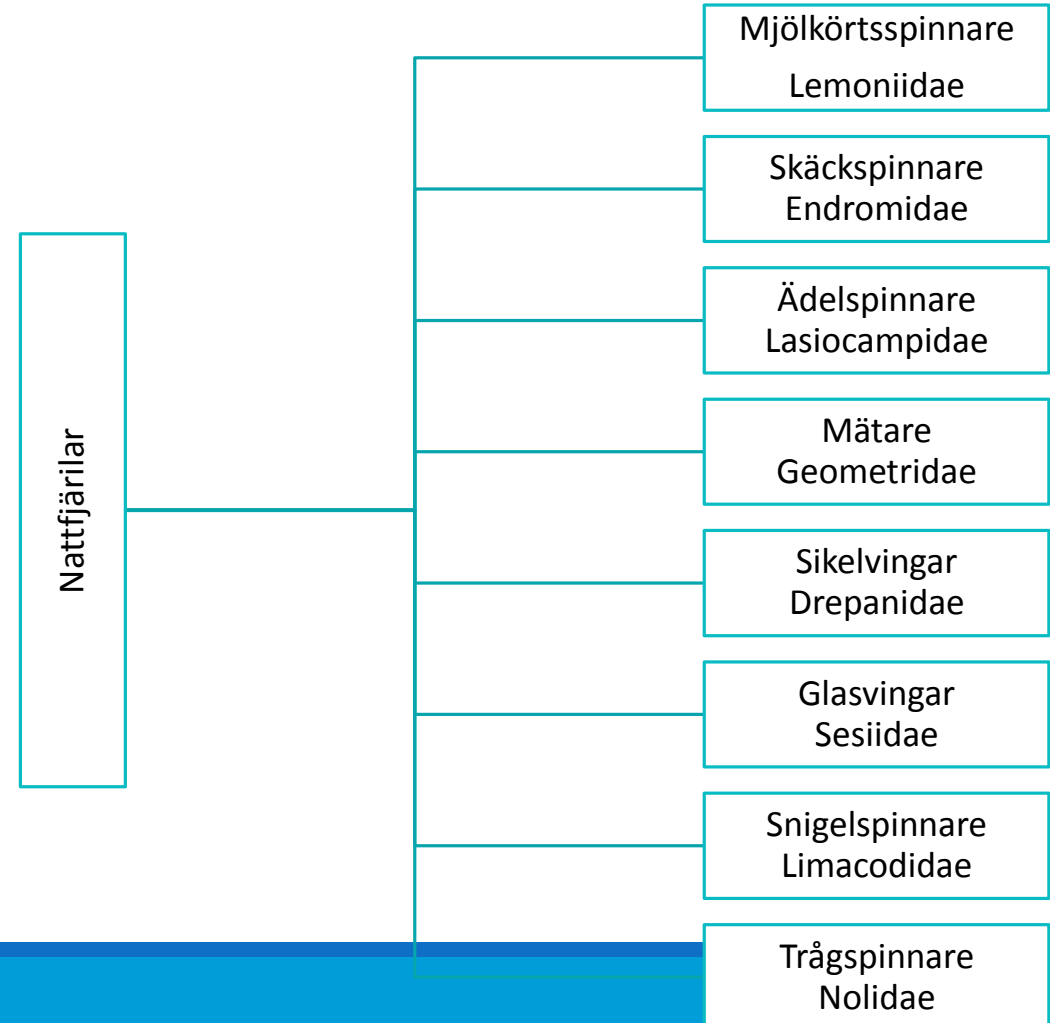 Nattfjärilar
Mjölkörtsspinnare
Lemoniidae
Skäckspinnare
Endromidae
Ädelspinnare
Lasiocampidae
Mätare
Geometridae
Sikelvingar
Drepanidae
Glasvingar
Sesiidae
Snigelspinnare
Limacodidae
Trågspinnare
Nolidae